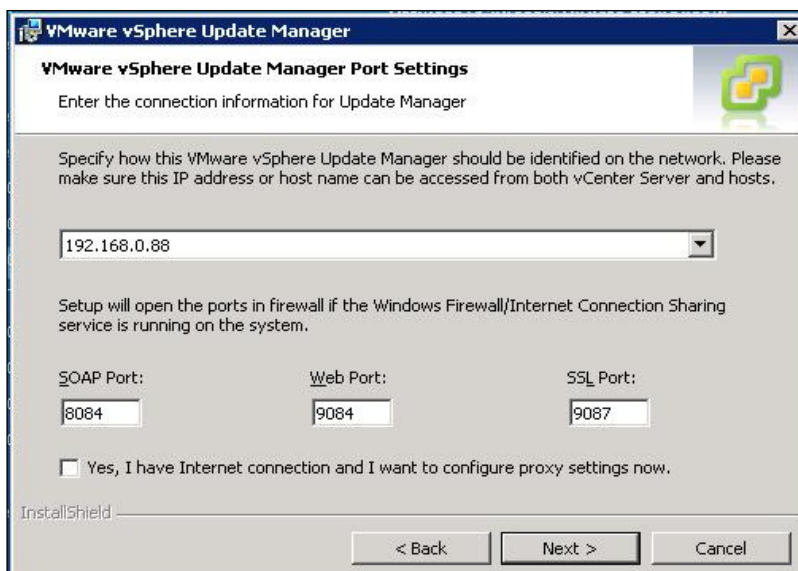 VMware vSphere Update Manager
VMware vSphere Update Manager Port Settings
Enter the connection information for Update Manager
Specify how this VMware vSphere Update Manager should be identified on the network. Please
make sure this IP address or host name can be accessed from both vCenter Server and hosts.
192.168.0.88
Setup will open the ports in firewall if the Windows Firewall/Internet Connection Sharing
service is running on the system.
SOAP Port: Web Port: SSL Port:
8084 9084 9087
Yes, I have Internet connection and I want to configure proxy settings now.
InstallShield
< Back Next > Cancel